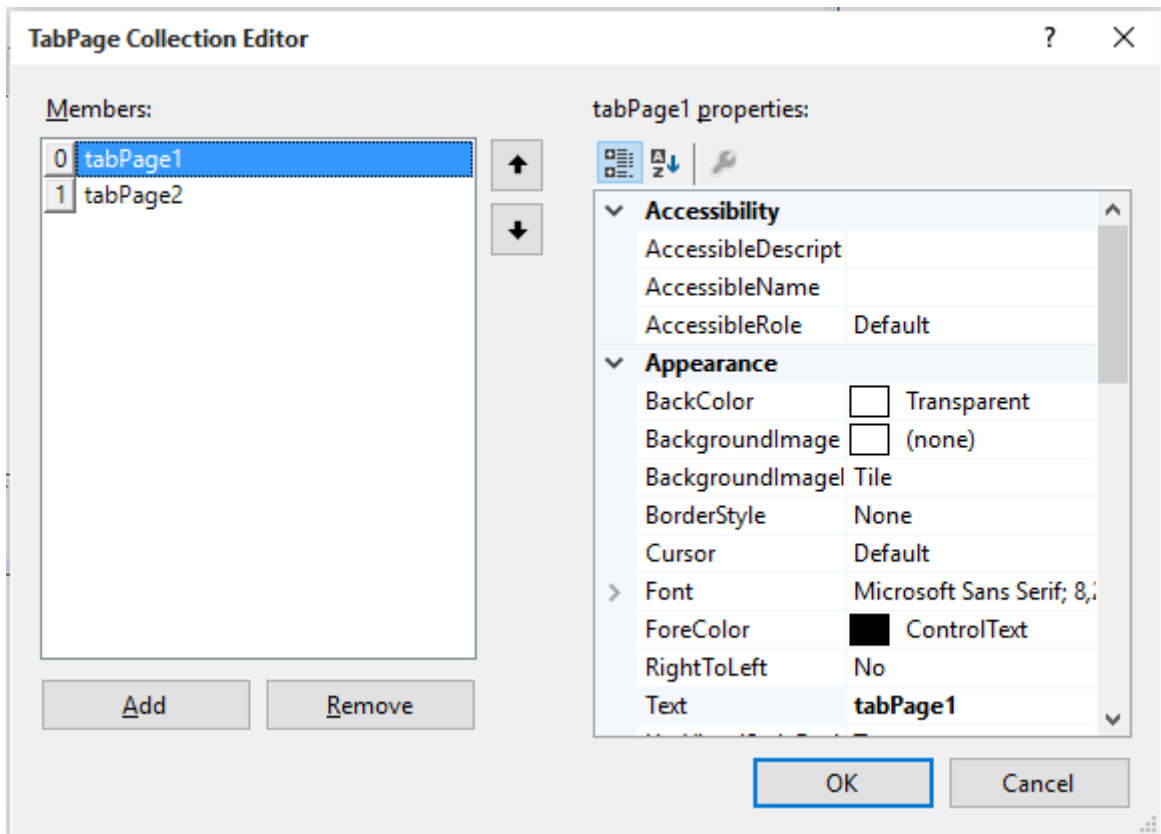 TabPage Collection Editor
?
Members:
tabPage1 properties:
0 tabPage1
1 tabPage2
Accessibility
AccessibleDescript
AccessibleName
AccessibleRole Default
Appearance
BackColor Transparent
BackgroundImage (none)
BackgroundImageI Tile
BorderStyle None
Cursor Default
Font Microsoft Sans Serif; 8,2
ForeColor ControlText
RightToLeft No
Text tabPage1
Add Remove
OK Cancel